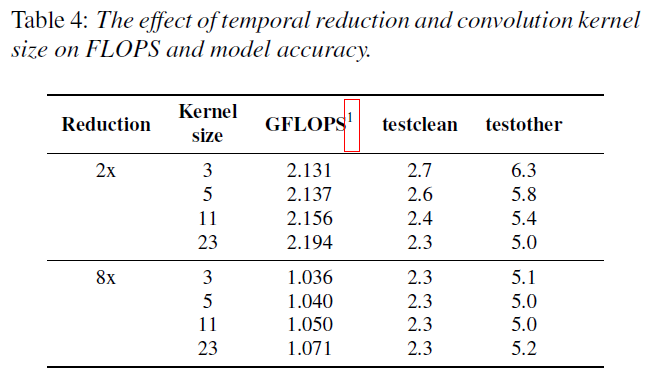 Table 4: The effect of temporal reduction and convolution kernel
size on FLOPS and model accuracy.
Reduction Kernel size GFLOPS¹ testclean testother
2x 3 2.131 2.7 6.3
5 2.137 2.6 5.8
11 2.156 2.4 5.4
23 2.194 2.3 5.0
8x 3 1.036 2.3 5.1
5 1.040 2.3 5.0
11 1.050 2.3 5.0
23 1.071 2.3 5.2